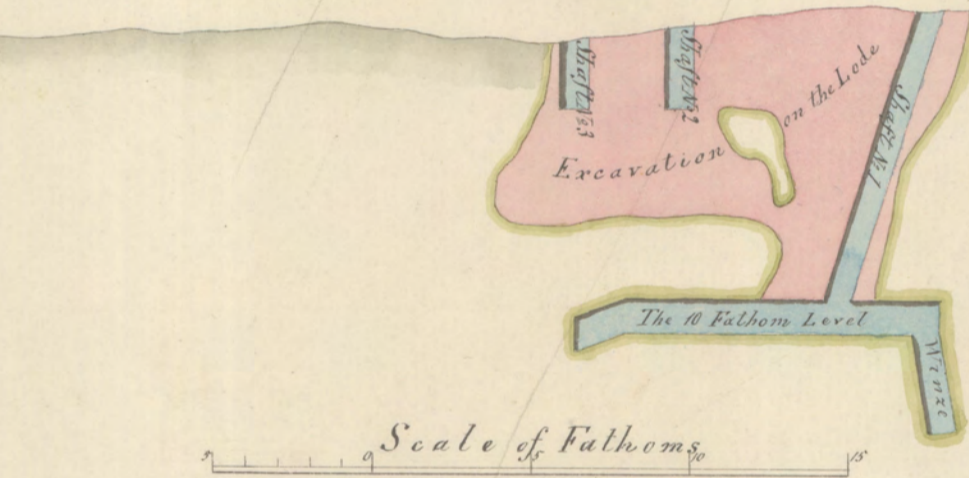 Shaft No 3
Shaft No 2
Excavation on the Lode
Shaft No 1
The 10 Fathom Level
Winze
Scale of Fathoms
5 0 5 10 15